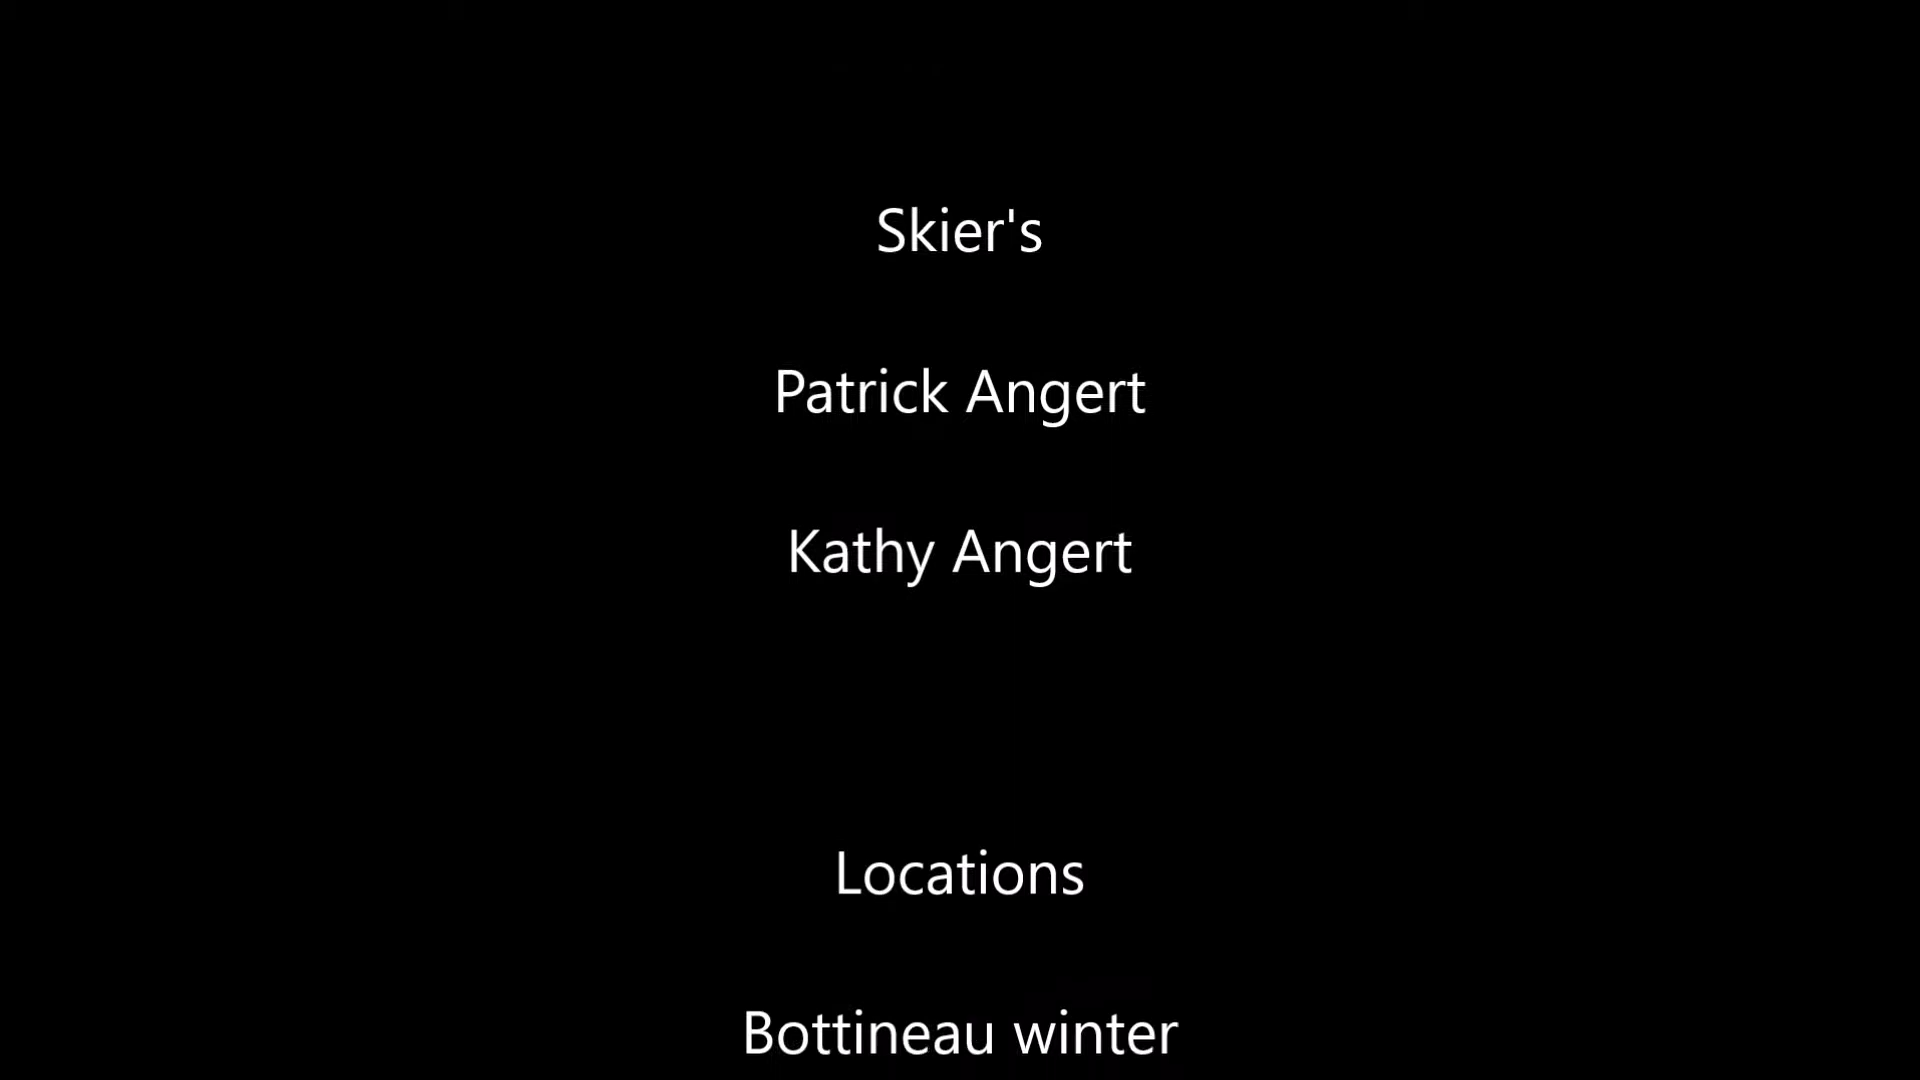 Skier's
Patrick Angert
Kathy Angert
Locations
Bottineau winter